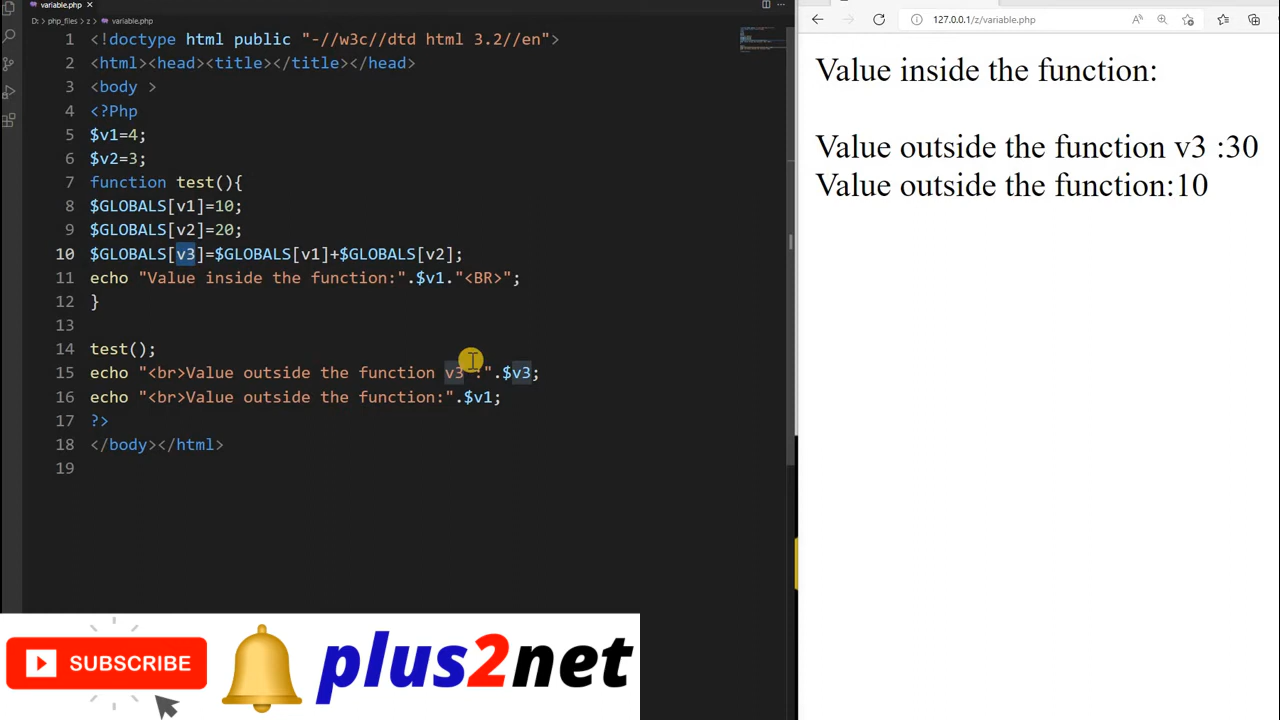 variable.php
D: > php_files > z > variable.php
1 <!doctype html public "-//w3c//dtd html 3.2//en">
2 <html><head><title></title></head>
3 <body >
4 <?Php
5 $v1=4;
6 $v2=3;
7 function test(){
8 $GLOBALS[v1]=10;
9 $GLOBALS[v2]=20;
10 $GLOBALS[v3]=$GLOBALS[v1]+$GLOBALS[v2];
11 echo "Value inside the function:".$v1."<BR>";
12 }
13
14 test();
15 echo "<br>Value outside the function v3 :".$v3;
16 echo "<br>Value outside the function:".$v1;
17 ?>
18 </body></html>
19
127.0.0.1/z/variable.php
Value inside the function:
Value outside the function v3 :30
Value outside the function:10
SUBSCRIBE
plus2net